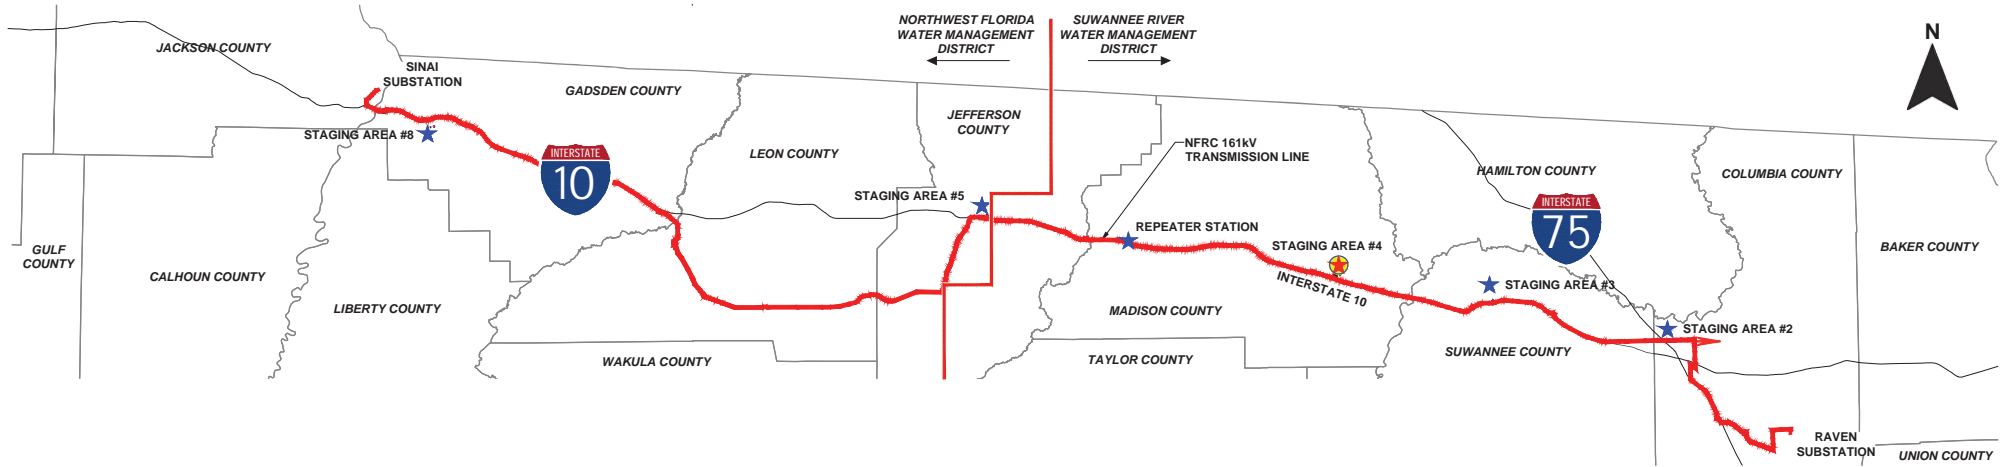 NORTHWEST FLORIDA
WATER MANAGEMENT
DISTRICT
SUWANNEE RIVER
WATER MANAGEMENT
DISTRICT
N
JACKSON COUNTY
SINAI
SUBSTATION
GADSDEN COUNTY
JEFFERSON
COUNTY
STAGING AREA #8
LEON COUNTY
NFRC 161kV
TRANSMISSION LINE
INTERSTATE
10
HAMILTON COUNTY
COLUMBIA COUNTY
STAGING AREA #5
INTERSTATE
75
REPEATER STATION
STAGING AREA #4
GULF
COUNTY
BAKER COUNTY
CALHOUN COUNTY
INTERSTATE 10
STAGING AREA #3
LIBERTY COUNTY
MADISON COUNTY
STAGING AREA #2
WAKULA COUNTY
TAYLOR COUNTY
SUWANNEE COUNTY
RAVEN
SUBSTATION
UNION COUNTY